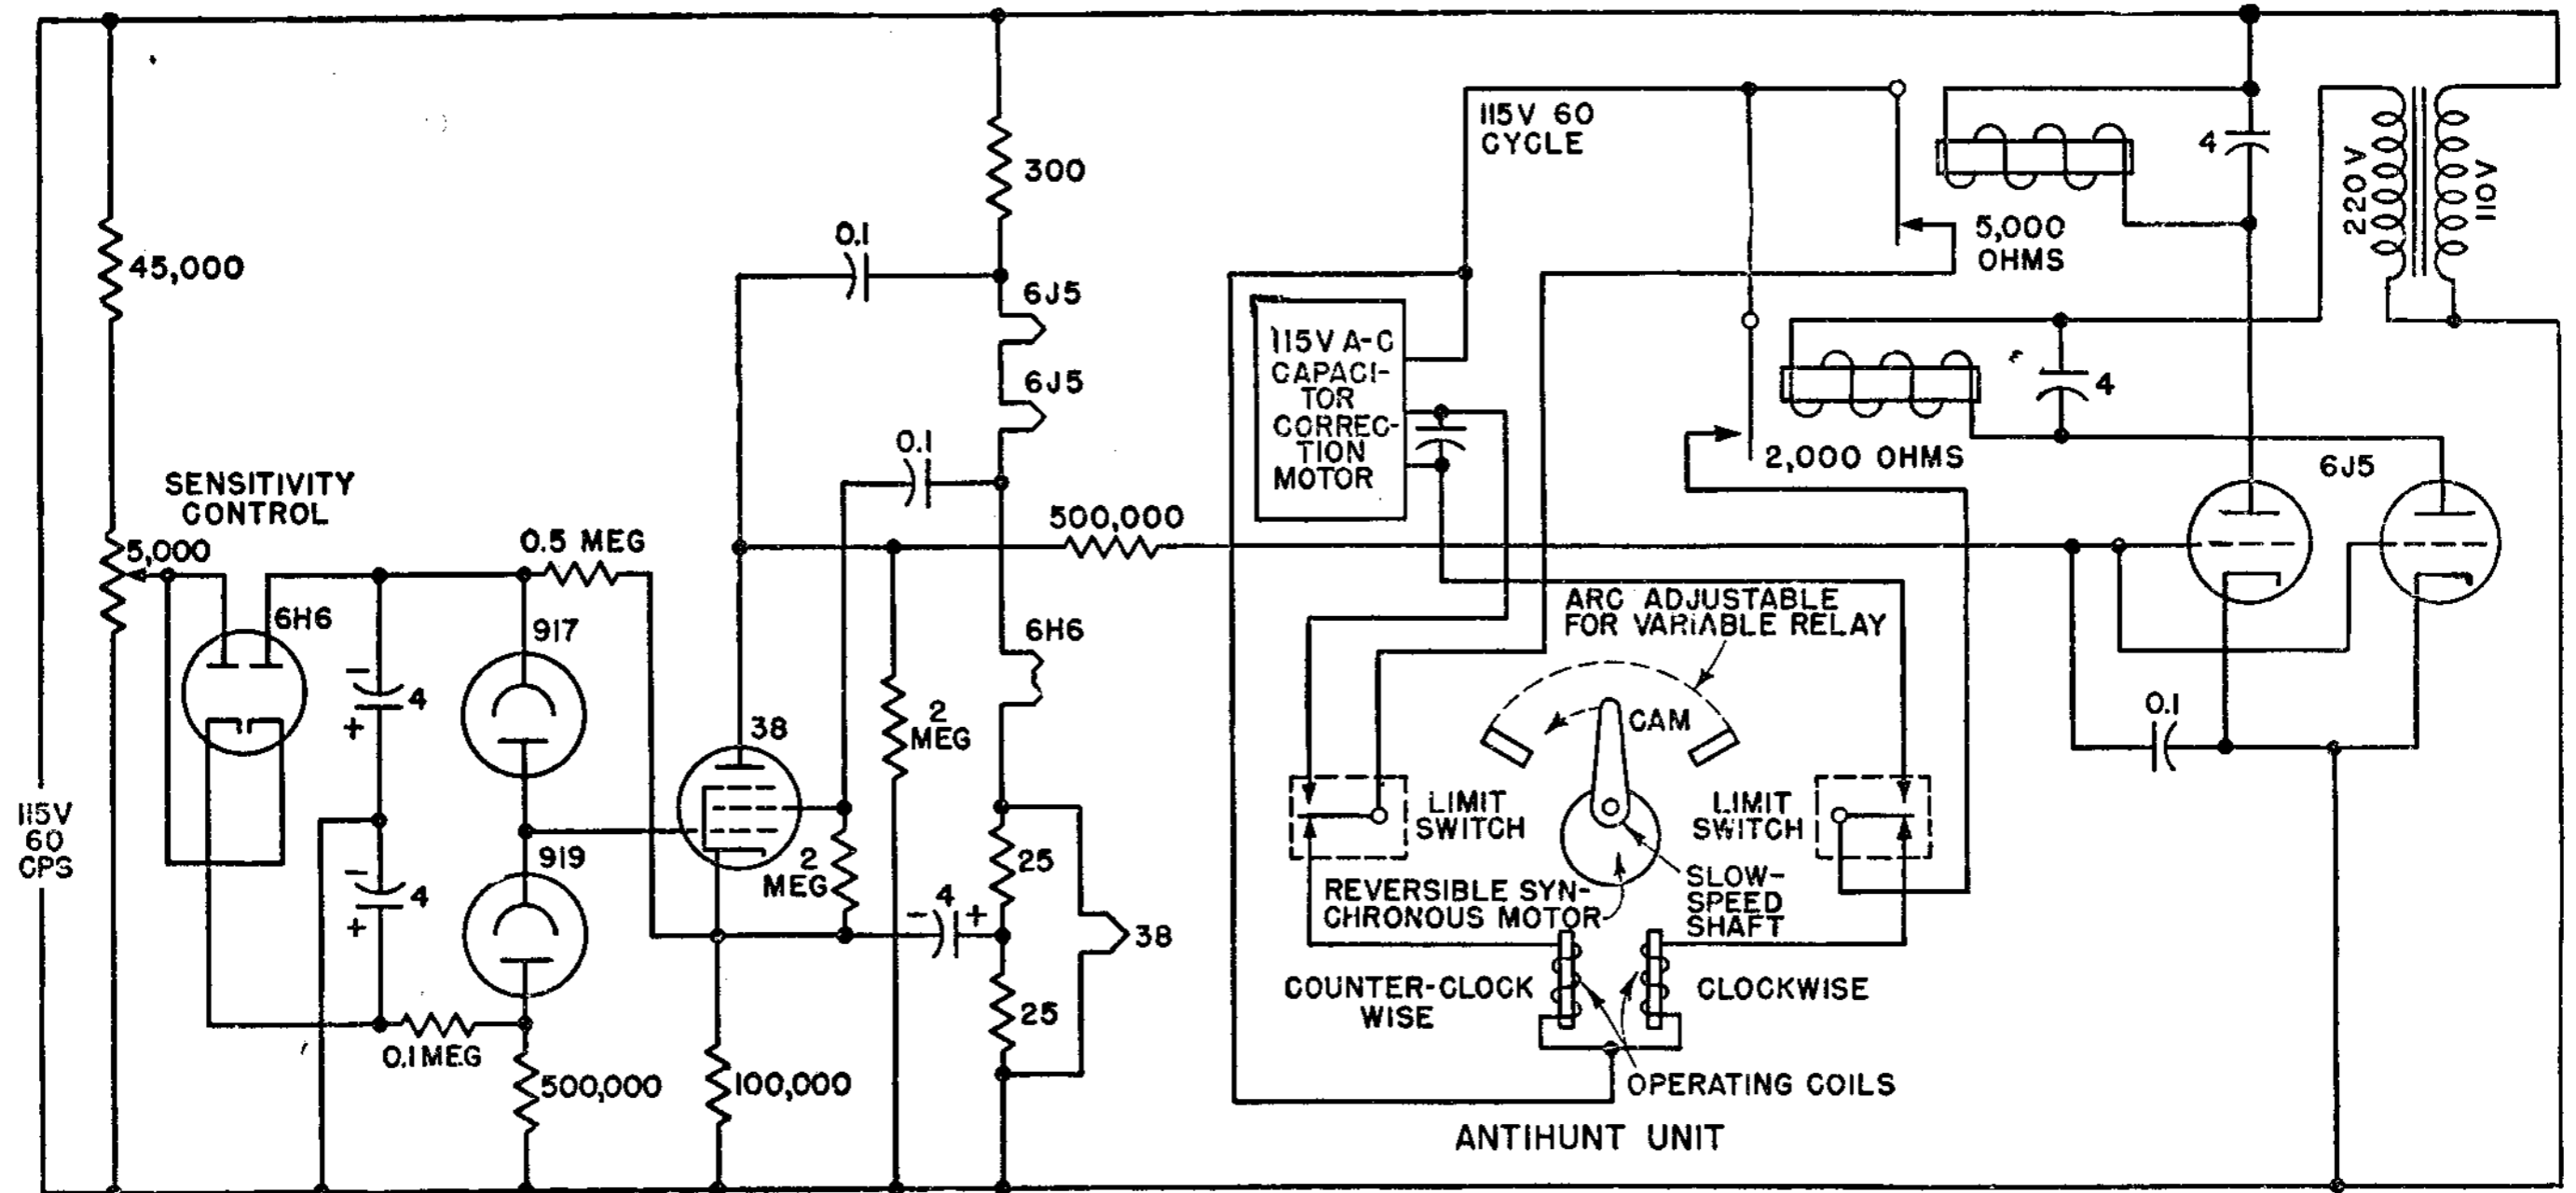 115V 60
CYCLE
4
220V
110V
300
0.1
45,000
5,000
OHMS
6J5
115V A-C
CAPACI-
TOR
CORREC-
TION
MOTOR
6J5
4
0.1
2,000 OHMS
6J5
SENSITIVITY
CONTROL
5,000
0.5 MEG
500,000
6H6
917
6H6
ARC ADJUSTABLE
FOR VARIABLE RELAY
-
4
+
38
2
MEG
CAM
0.1
115V
60
CPS
919
LIMIT
SWITCH
LIMIT
SWITCH
-
4
+
2
MEG
25
REVERSIBLE SYN-
CHRONOUS MOTOR
SLOW-
SPEED
SHAFT
- 4 +
38
COUNTER-CLOCK
WISE
CLOCKWISE
0.1MEG
25
500,000
100,000
OPERATING COILS
ANTIHUNT UNIT